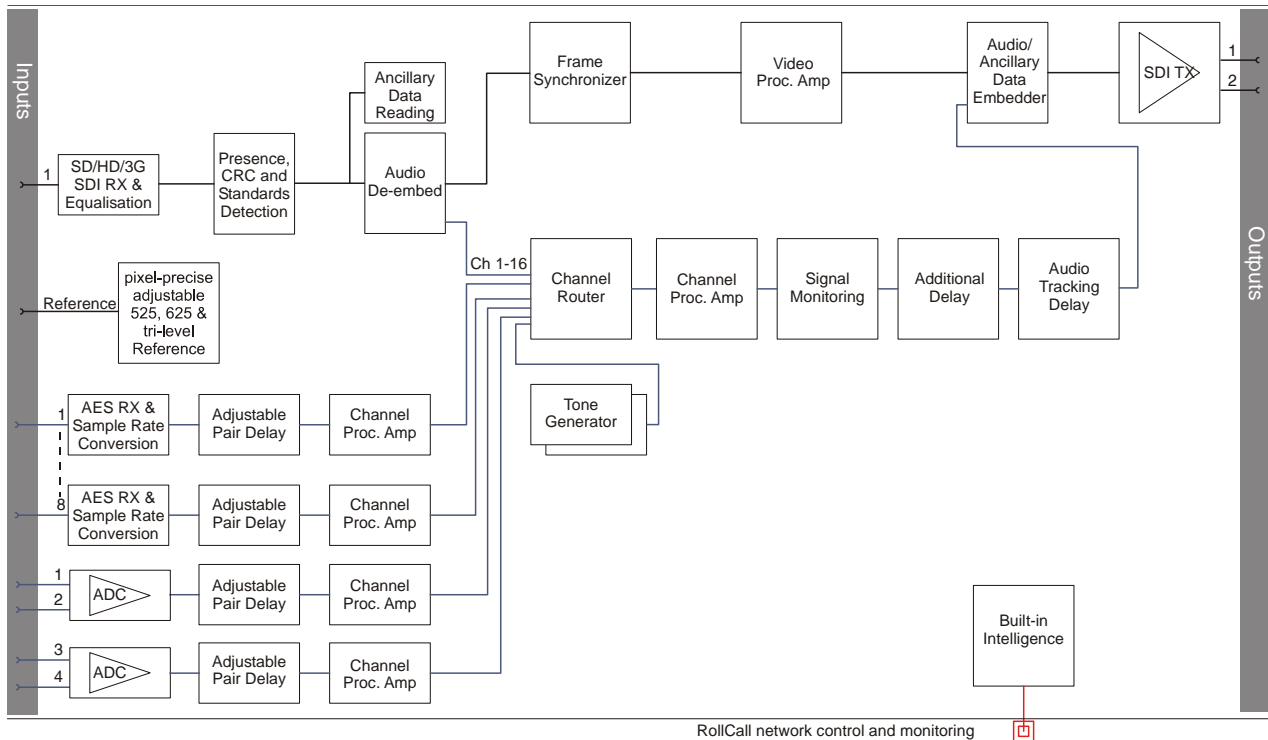 Inputs
Outputs
Frame
Synchronizer
Video
Proc. Amp
Audio/
Ancillary
Data
Embedder
SDI TX
1
2
Ancillary
Data
Reading
1
SD/HD/3G
SDI RX &
Equalisation
Presence,
CRC and
Standards
Detection
Audio
De-embed
Ch 1-16
Channel
Router
Channel
Proc. Amp
Signal
Monitoring
Additional
Delay
Audio
Tracking
Delay
Reference
pixel-precise
adjustable
525, 625 &
tri-level
Reference
1
AES RX &
Sample Rate
Conversion
Adjustable
Pair Delay
Channel
Proc. Amp
Tone
Generator
8
AES RX &
Sample Rate
Conversion
Adjustable
Pair Delay
Channel
Proc. Amp
1
2
ADC
Adjustable
Pair Delay
Channel
Proc. Amp
3
4
ADC
Adjustable
Pair Delay
Channel
Proc. Amp
Built-in
Intelligence
RollCall network control and monitoring